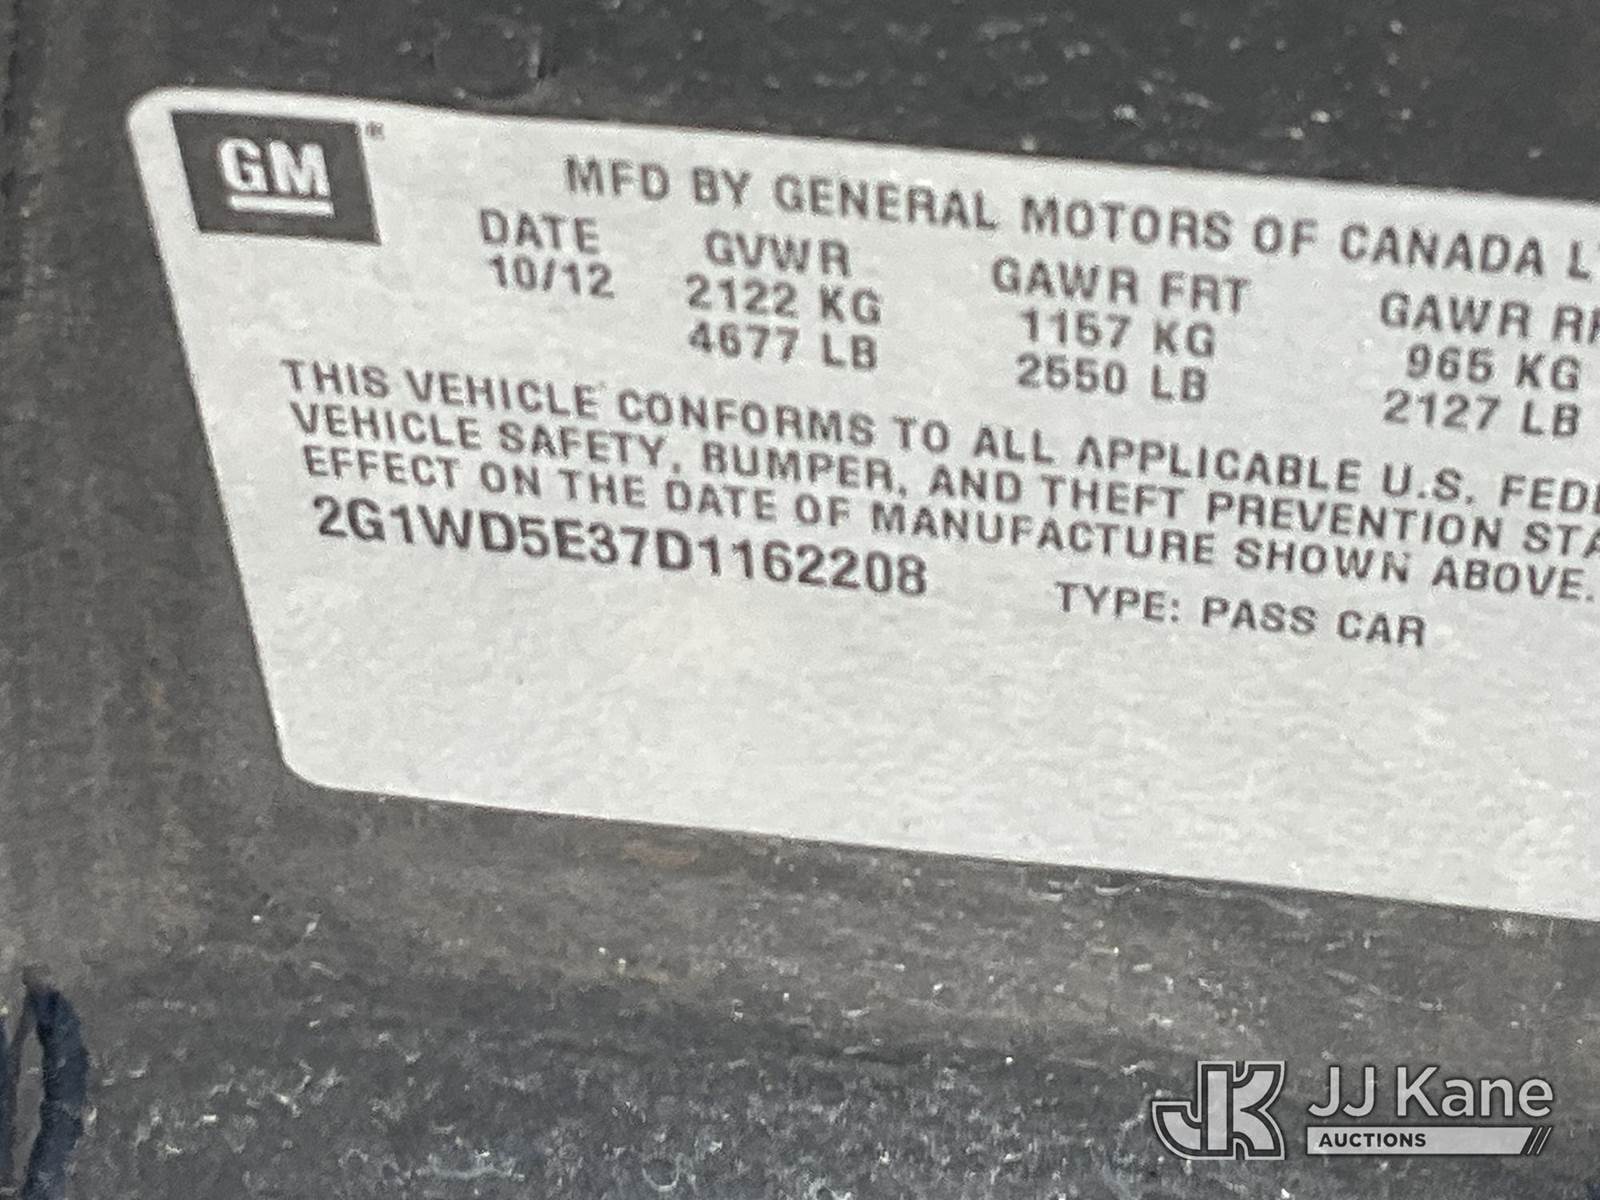 GM
MFD BY GENERAL MOTORS OF CANADA
DATE GVWR GAWR FRT GAWR
10/12 2122 KG 1157 KG 965 KG
4677 LB 2550 LB 2127 LB
THIS VEHICLE CONFORMS TO ALL APPLICABLE U.S.
VEHICLE SAFETY, BUMPER, AND THEFT PREVENTION
EFFECT ON THE DATE OF MANUFACTURE SHOWN ABOVE.
2G1WD5E37D1162208 TYPE: PASS CAR
JK JJ Kane
AUCTIONS